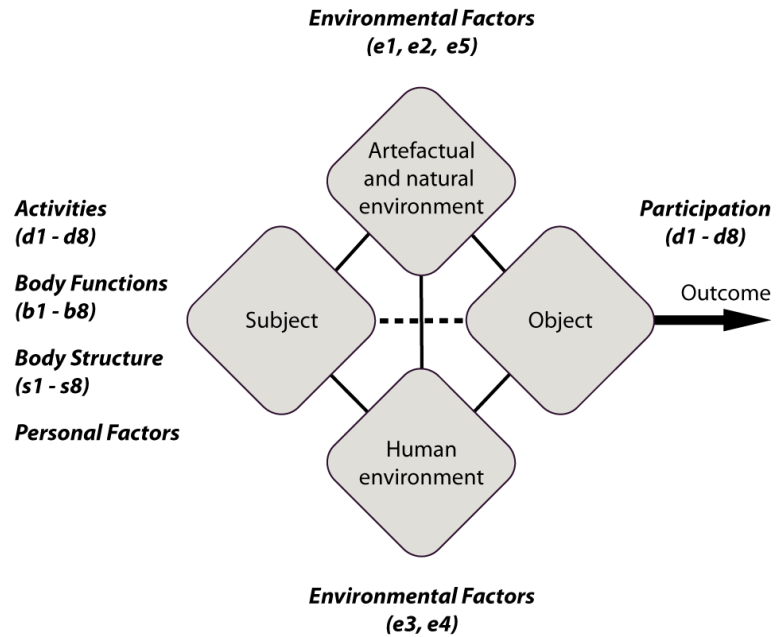 Environmental Factors
(e1, e2, e5)
Artefactual
and natural
environment
Activities
(d1 - d8)
Body Functions
(b1 - b8)
Body Structure
(s1 - s8)
Personal Factors
Subject
Object
Participation
(d1 - d8)
Outcome
Human
environment
Environmental Factors
(e3, e4)